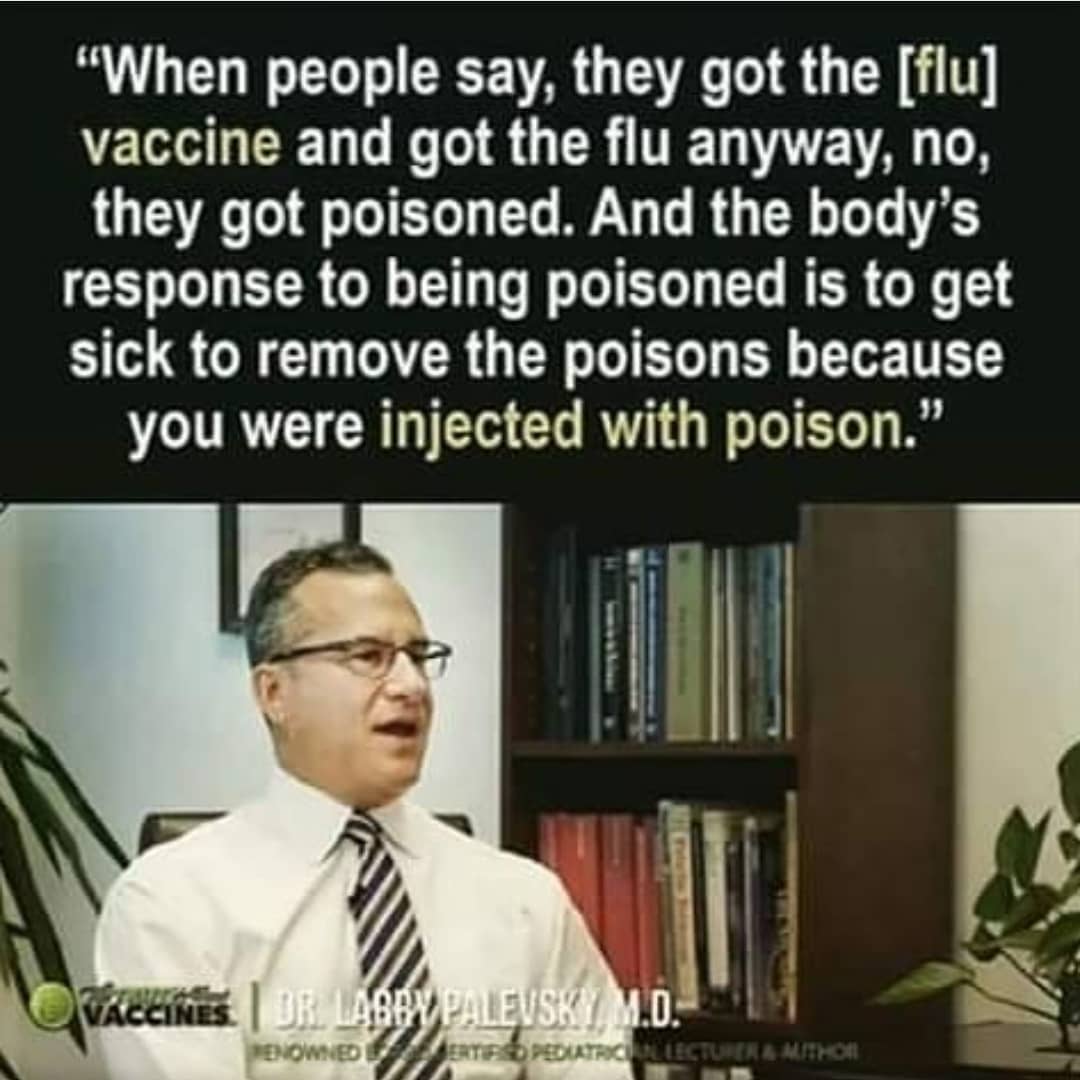 “When people say, they got the [flu]
vaccine and got the flu anyway, no,
they got poisoned. And the body’s
response to being poisoned is to get
sick to remove the poisons because
you were injected with poison.”
VACCINES. | DR. LARRY PALEVSKY, M.D.
RENOWNED PEDIATRICIAN, LECTURER & AUTHOR